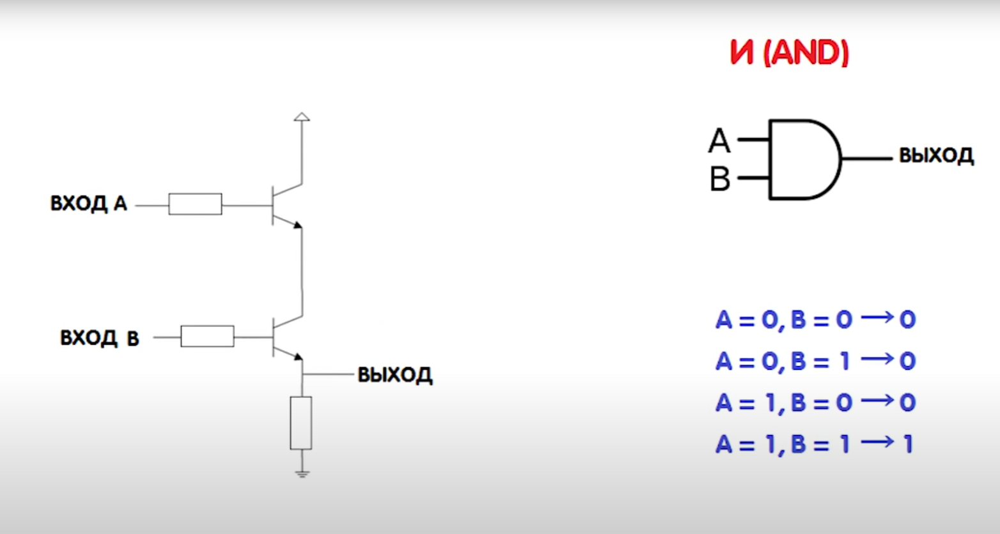 И (AND)
A
B
ВЫХОД
ВХОД A
ВХОД B
ВЫХОД
A = 0, B = 0 → 0
A = 0, B = 1 → 0
A = 1, B = 0 → 0
A = 1, B = 1 → 1